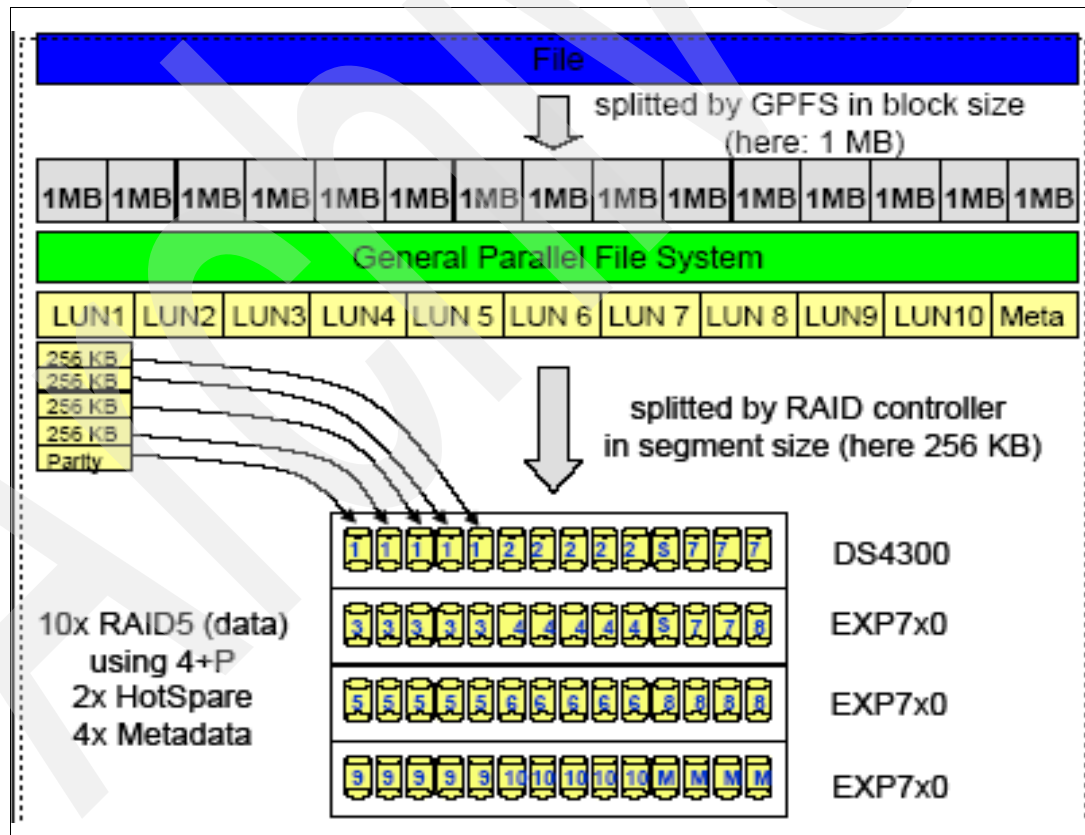 File
splitted by GPFS in block size
(here: 1 MB)
1MB 1MB 1MB 1MB 1MB 1MB 1MB 1MB 1MB 1MB 1MB 1MB 1MB 1MB 1MB
General Parallel File System
LUN1 LUN2 LUN3 LUN4 LUN 5 LUN 6 LUN 7 LUN 8 LUN9 LUN10 Meta
256 KB
256 KB
256 KB
256 KB
Parity
splitted by RAID controller
in segment size (here 256 KB)
1 1 1 1 1 2 2 2 2 2 S 7 7 7
DS4300
3 3 3 3 3 4 4 4 4 4 S 7 7 8
EXP7x0
5 5 5 5 5 6 6 6 6 6 8 8 8 8
EXP7x0
9 9 9 9 9 10 10 10 10 10 M M M M
EXP7x0
10x RAID5 (data)
using 4+P
2x HotSpare
4x Metadata